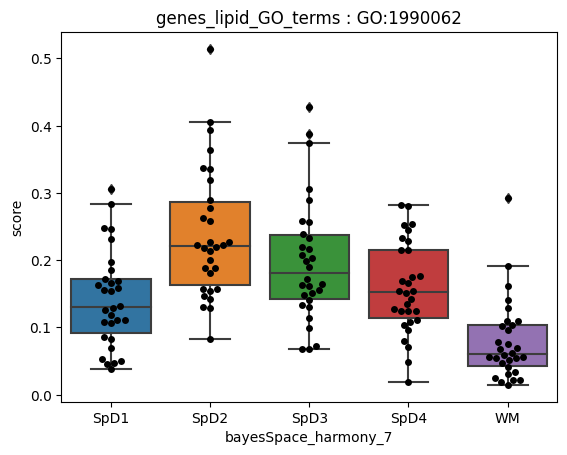 genes_lipid_GO_terms : GO:1990062
score
0.5
0.4
0.3
0.2
0.1
0.0
SpD1 SpD2 SpD3 SpD4 WM
bayesSpace_harmony_7